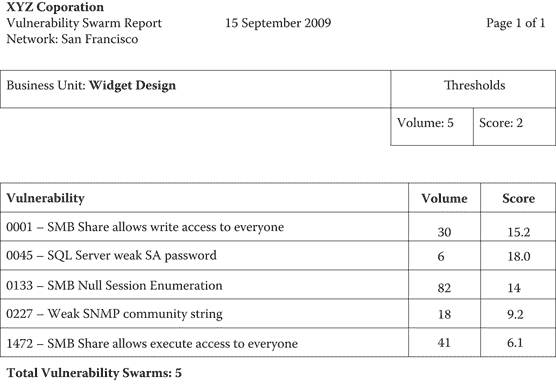 XYZ Coporation
Vulnerability Swarm Report 15 September 2009 Page 1 of 1
Network: San Francisco
Business Unit: Widget Design Thresholds
Volume: 5 Score: 2
Vulnerability Volume Score
0001 – SMB Share allows write access to everyone 30 15.2
0045 – SQL Server weak SA password 6 18.0
0133 – SMB Null Session Enumeration 82 14
0227 – Weak SNMP community string 18 9.2
1472 – SMB Share allows execute access to everyone 41 6.1
Total Vulnerability Swarms: 5